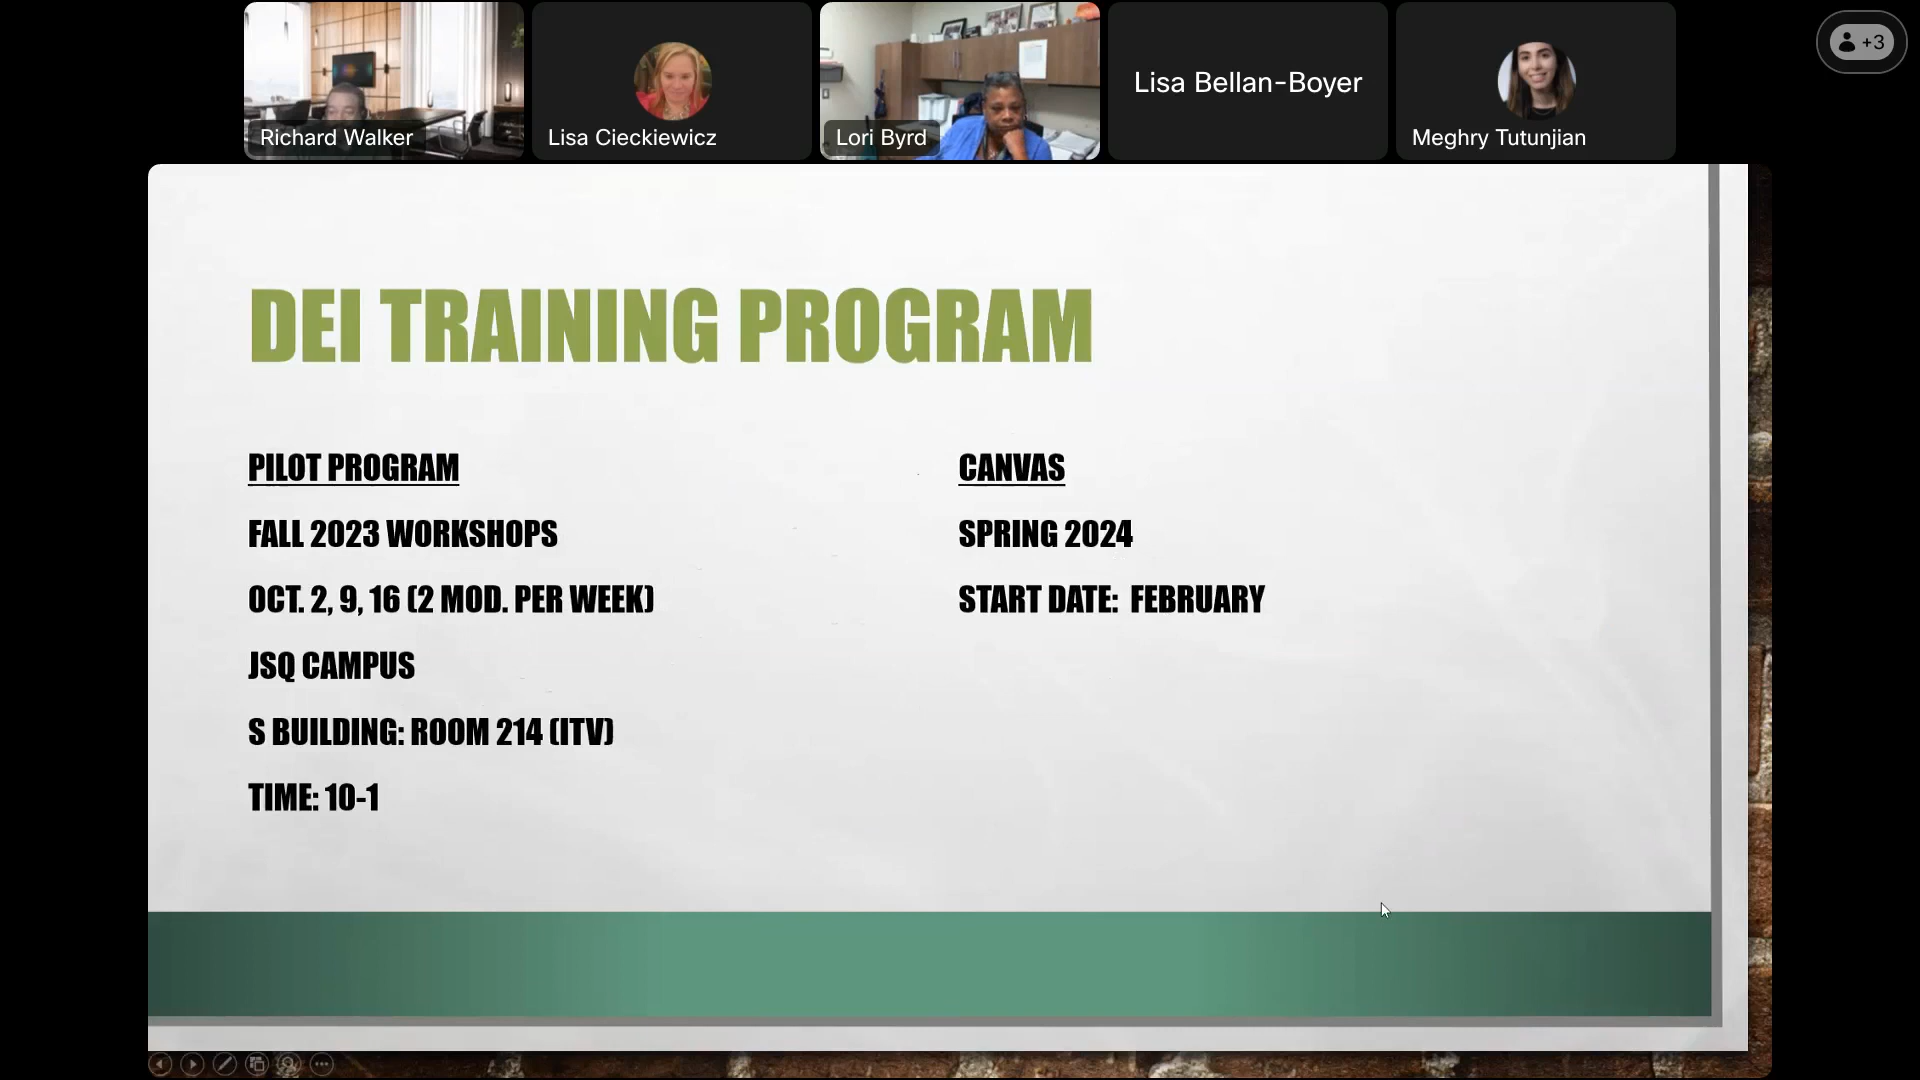 Richard Walker
Lisa Cieckiewicz
Lori Byrd
Lisa Bellan-Boyer
Meghry Tutunjian
+3
DEI TRAINING PROGRAM
PILOT PROGRAM
FALL 2023 WORKSHOPS
OCT. 2, 9, 16 (2 MOD. PER WEEK)
JSQ CAMPUS
S BUILDING: ROOM 214 (ITV)
TIME: 10-1
CANVAS
SPRING 2024
START DATE: FEBRUARY